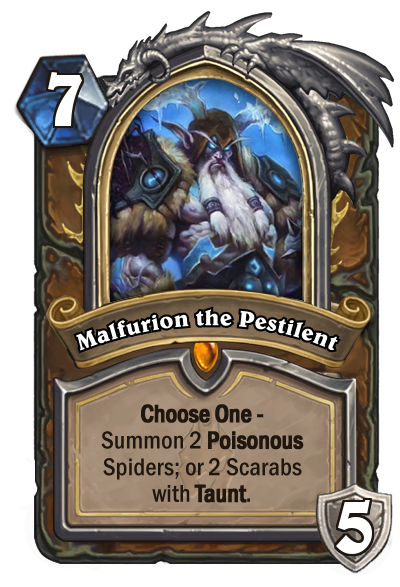 7
Malfurion the Pestilent
Choose One -
Summon 2 Poisonous
Spiders; or 2 Scarabs
with Taunt.
5